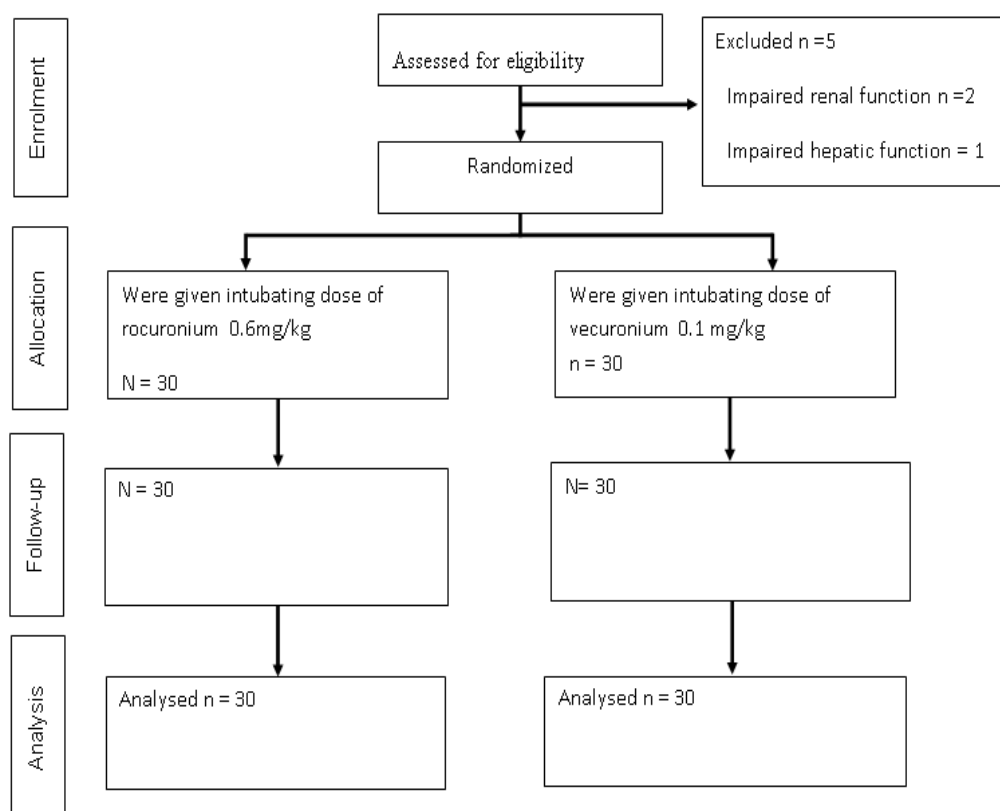 Enrolment
Assessed for eligibility
Excluded n =5
Impaired renal function n =2
Impaired hepatic function = 1
Randomized
Allocation
Were given intubating dose of
rocuronium 0.6mg/kg
N = 30
Were given intubating dose of
vecuronium 0.1 mg/kg
n = 30
Follow-up
N = 30
N= 30
Analysis
Analysed n = 30
Analysed n = 30